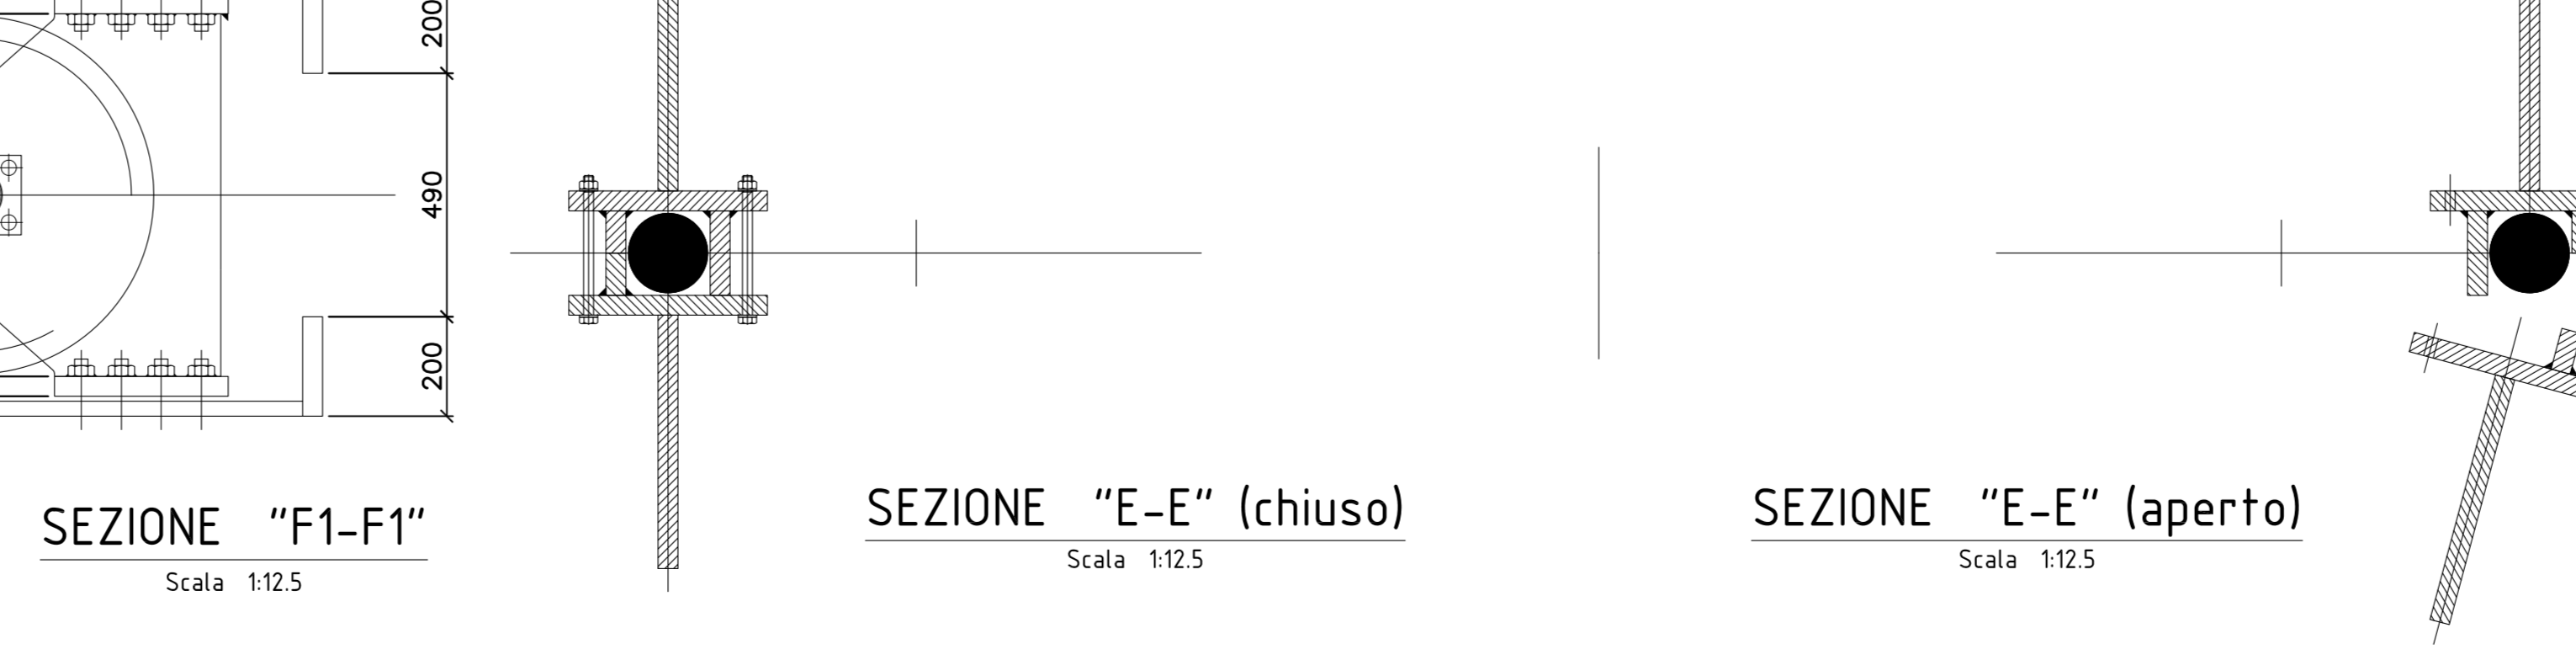 200
490
200
SEZIONE "F1-F1"
Scala 1:12.5
SEZIONE "E-E" (chiuso)
Scala 1:12.5
SEZIONE "E-E" (aperto)
Scala 1:12.5